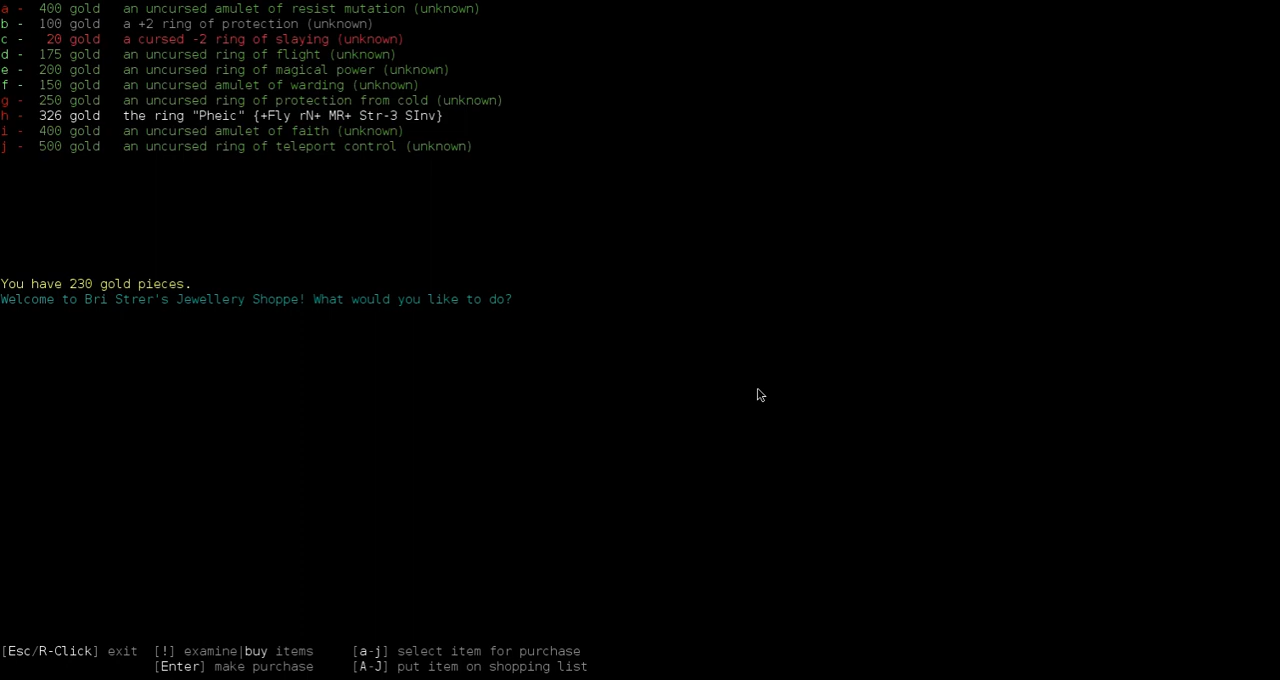 a -  400 gold   an uncursed amulet of resist mutation (unknown)
b -  100 gold   a +2 ring of protection (unknown)
c -   20 gold   a cursed -2 ring of slaying (unknown)
d -  175 gold   an uncursed ring of flight (unknown)
e -  200 gold   an uncursed ring of magical power (unknown)
f -  150 gold   an uncursed amulet of warding (unknown)
g -  250 gold   an uncursed ring of protection from cold (unknown)
h -  326 gold   the ring "Pheic" {+Fly rN+ MR+ Str-3 SInv}
i -  400 gold   an uncursed amulet of faith (unknown)
j -  500 gold   an uncursed ring of teleport control (unknown)
You have 230 gold pieces.
Welcome to Bri Strer's Jewellery Shoppe! What would you like to do?
[Esc/R-Click] exit  [!] examine|buy items     [a-j] select item for purchase
[Enter] make purchase     [A-J] put item on shopping list